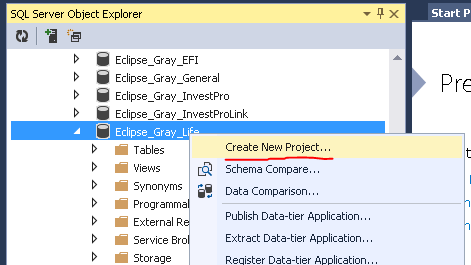 SQL Server Object Explorer
Start P
Eclipse_Gray_EFI
Eclipse_Gray_General
Eclipse_Gray_InvestPro
Eclipse_Gray_InvestProLink
Eclipse_Gray_Life
Tables
Views
Synonyms
Programmal
External Re
Service Brol
Storage
Create New Project...
Schema Compare...
Data Comparison...
Publish Data-tier Application...
Extract Data-tier Application...
Register Data-tier Application...
Pre